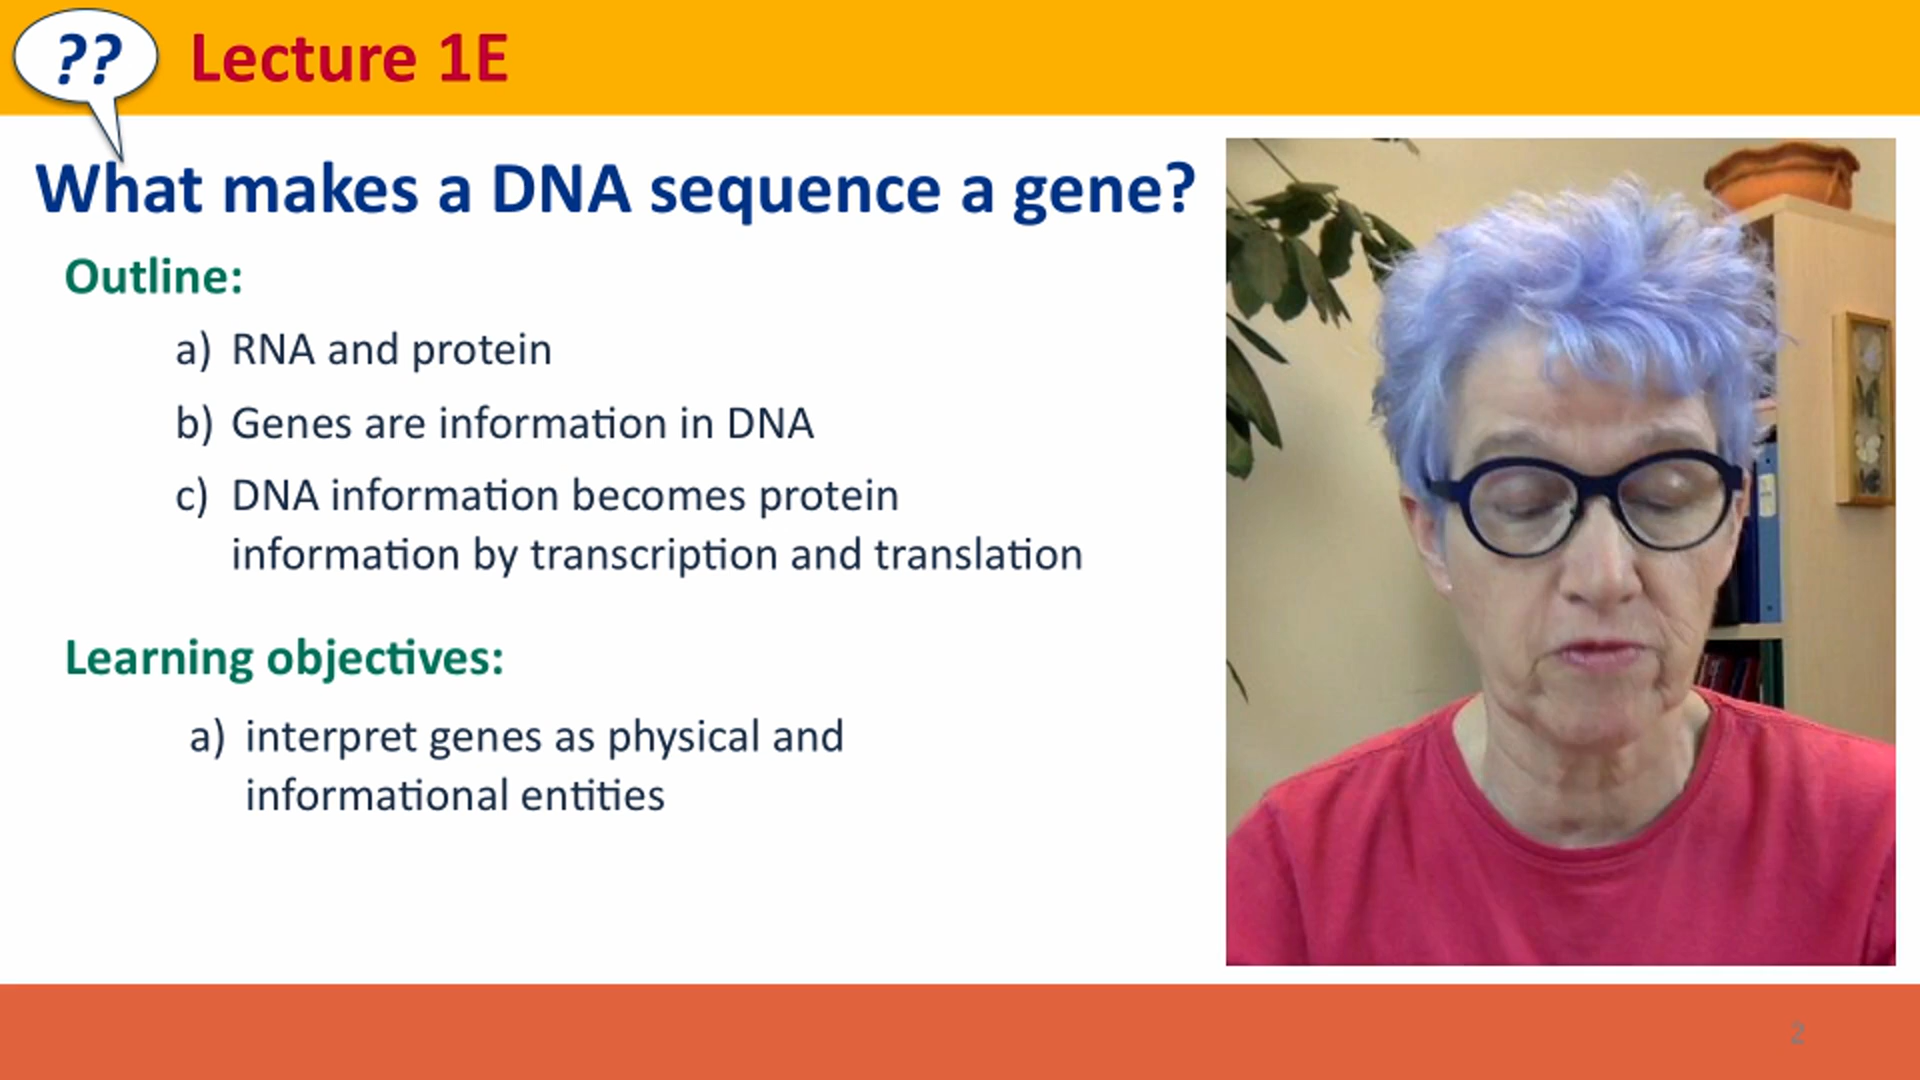 ??
Lecture 1E
What makes a DNA sequence a gene?
Outline:
a) RNA and protein
b) Genes are information in DNA
c) DNA information becomes protein
information by transcription and translation
Learning objectives:
a) interpret genes as physical and
informational entities
2